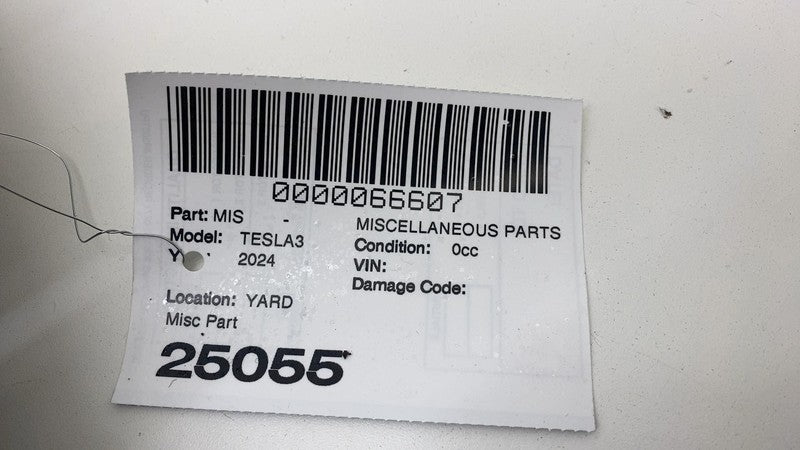 0000066607
Part: MIS - MISCELLANEOUS PARTS
Model: TESLA3 Condition: 0cc
2024 VIN:
Damage Code:
Location: YARD
Misc Part
25055*